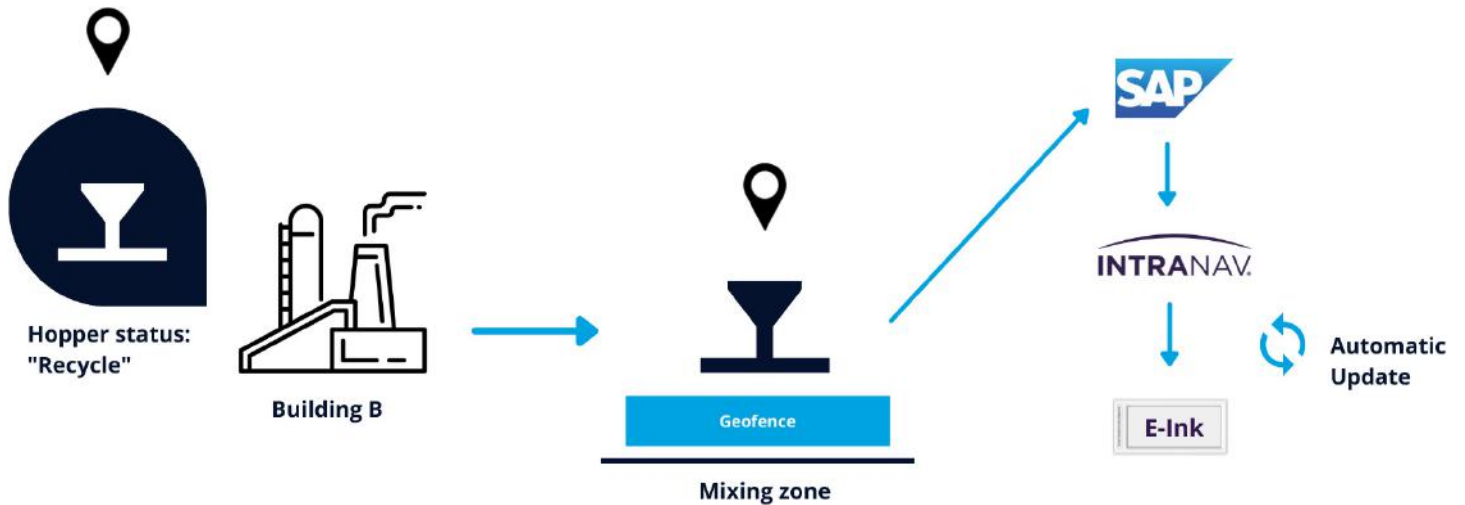 Hopper status:
"Recycle"
Building B
Geofence
Mixing zone
SAP
INTRANAV.
Automatic
Update
E-Ink